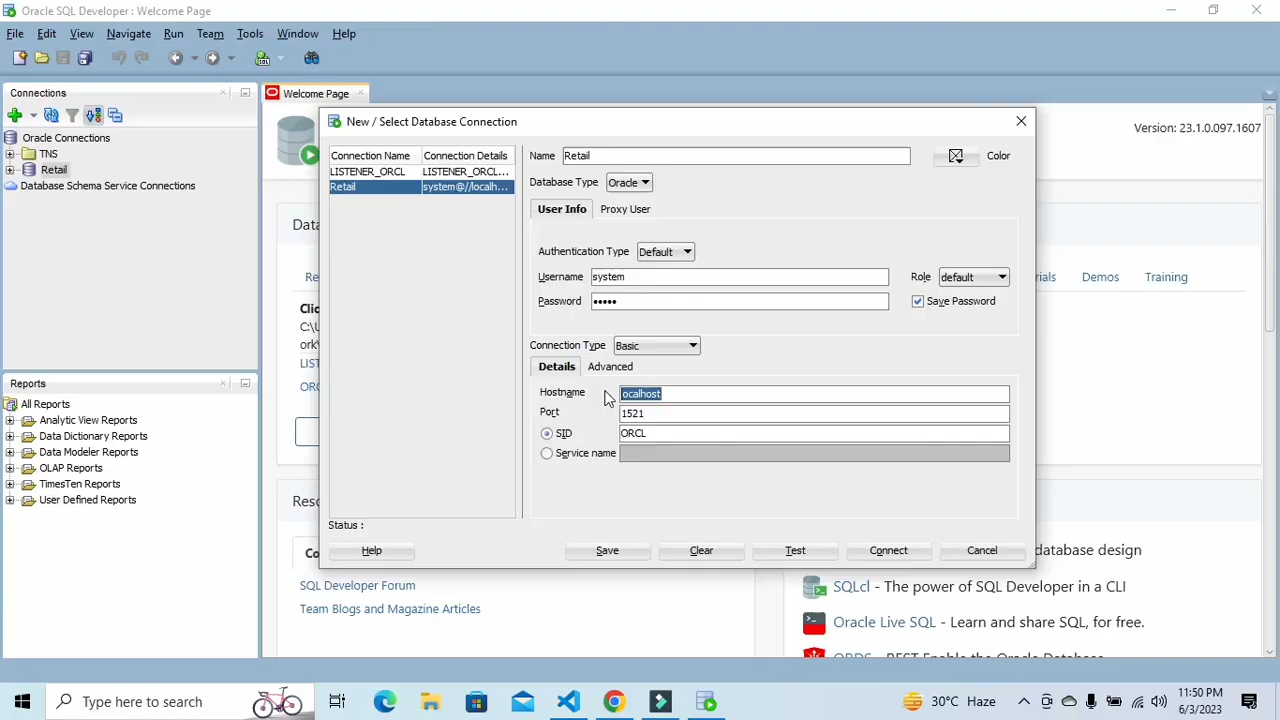 Oracle SQL Developer : Welcome Page
File Edit View Navigate Run Team Tools Window Help
Connections
Oracle Connections
TNS
Retail
Database Schema Service Connections
Reports
All Reports
Analytic View Reports
Data Dictionary Reports
Data Modeler Reports
OLAP Reports
TimesTen Reports
User Defined Reports
Welcome Page
Version: 23.1.0.097.1607
Demos Training
SQL Developer Forum
Team Blogs and Magazine Articles
database design
SQLcl - The power of SQL Developer in a CLI
Oracle Live SQL - Learn and share SQL, for free.
New / Select Database Connection
Connection Name Connection Details
LISTENER_ORCL LISTENER_ORCL...
Retail system@//localh...
Name Retail Color
Database Type Oracle
User Info Proxy User
Authentication Type Default
Username system Role default
Password ••••• Save Password
Connection Type Basic
Details Advanced
Hostname localhost
Port 1521
SID ORCL
Service name
Status :
Help Save Clear Test Connect Cancel
Type here to search
30°C Haze
11:50 PM
6/3/2023